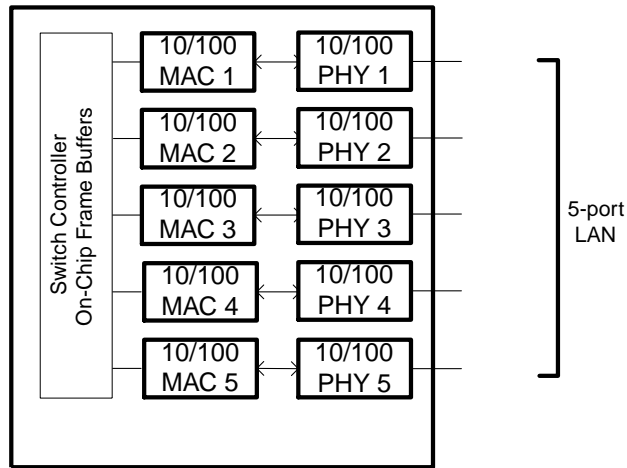 Switch Controller
On-Chip Frame Buffers
10/100
MAC 1
10/100
PHY 1
10/100
MAC 2
10/100
PHY 2
10/100
MAC 3
10/100
PHY 3
10/100
MAC 4
10/100
PHY 4
10/100
MAC 5
10/100
PHY 5
5-port
LAN